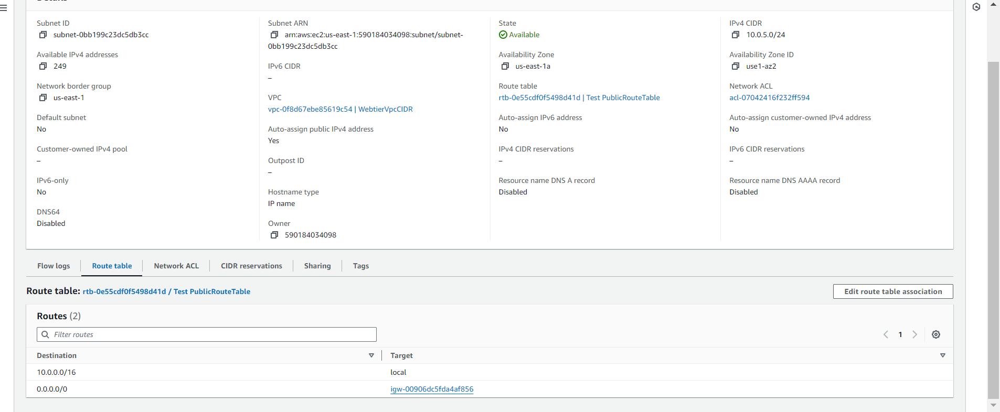 Details
Subnet ID
subnet-0bb199c23dc5db3cc
Available IPv4 addresses
249
Network border group
us-east-1
Default subnet
No
Customer-owned IPv4 pool
–
IPv6-only
No
DNS64
Disabled
Subnet ARN
arn:aws:ec2:us-east-1:590184034098:subnet/subnet-
0bb199c23dc5db3cc
IPv6 CIDR
–
VPC
vpc-0f8d67ebe85619c54 | WebtierVpcCIDR
Auto-assign public IPv4 address
Yes
Outpost ID
–
Hostname type
IP name
Owner
590184034098
State
Available
Availability Zone
us-east-1a
Route table
rtb-0e55cdf0f5498d41d | Test PublicRouteTable
Auto-assign IPv6 address
No
IPv4 CIDR reservations
–
Resource name DNS A record
Disabled
IPv4 CIDR
10.0.5.0/24
Availability Zone ID
use1-az2
Network ACL
acl-07042416f232ff594
Auto-assign customer-owned IPv4 address
No
IPv6 CIDR reservations
–
Resource name DNS AAAA record
Disabled
Flow logs
Route table
Network ACL
CIDR reservations
Sharing
Tags
Route table: rtb-0e55cdf0f5498d41d / Test PublicRouteTable
Edit route table association
Routes (2)
Filter routes
1
Destination
Target
10.0.0.0/16
local
0.0.0.0/0
igw-00906dc5fda4af856